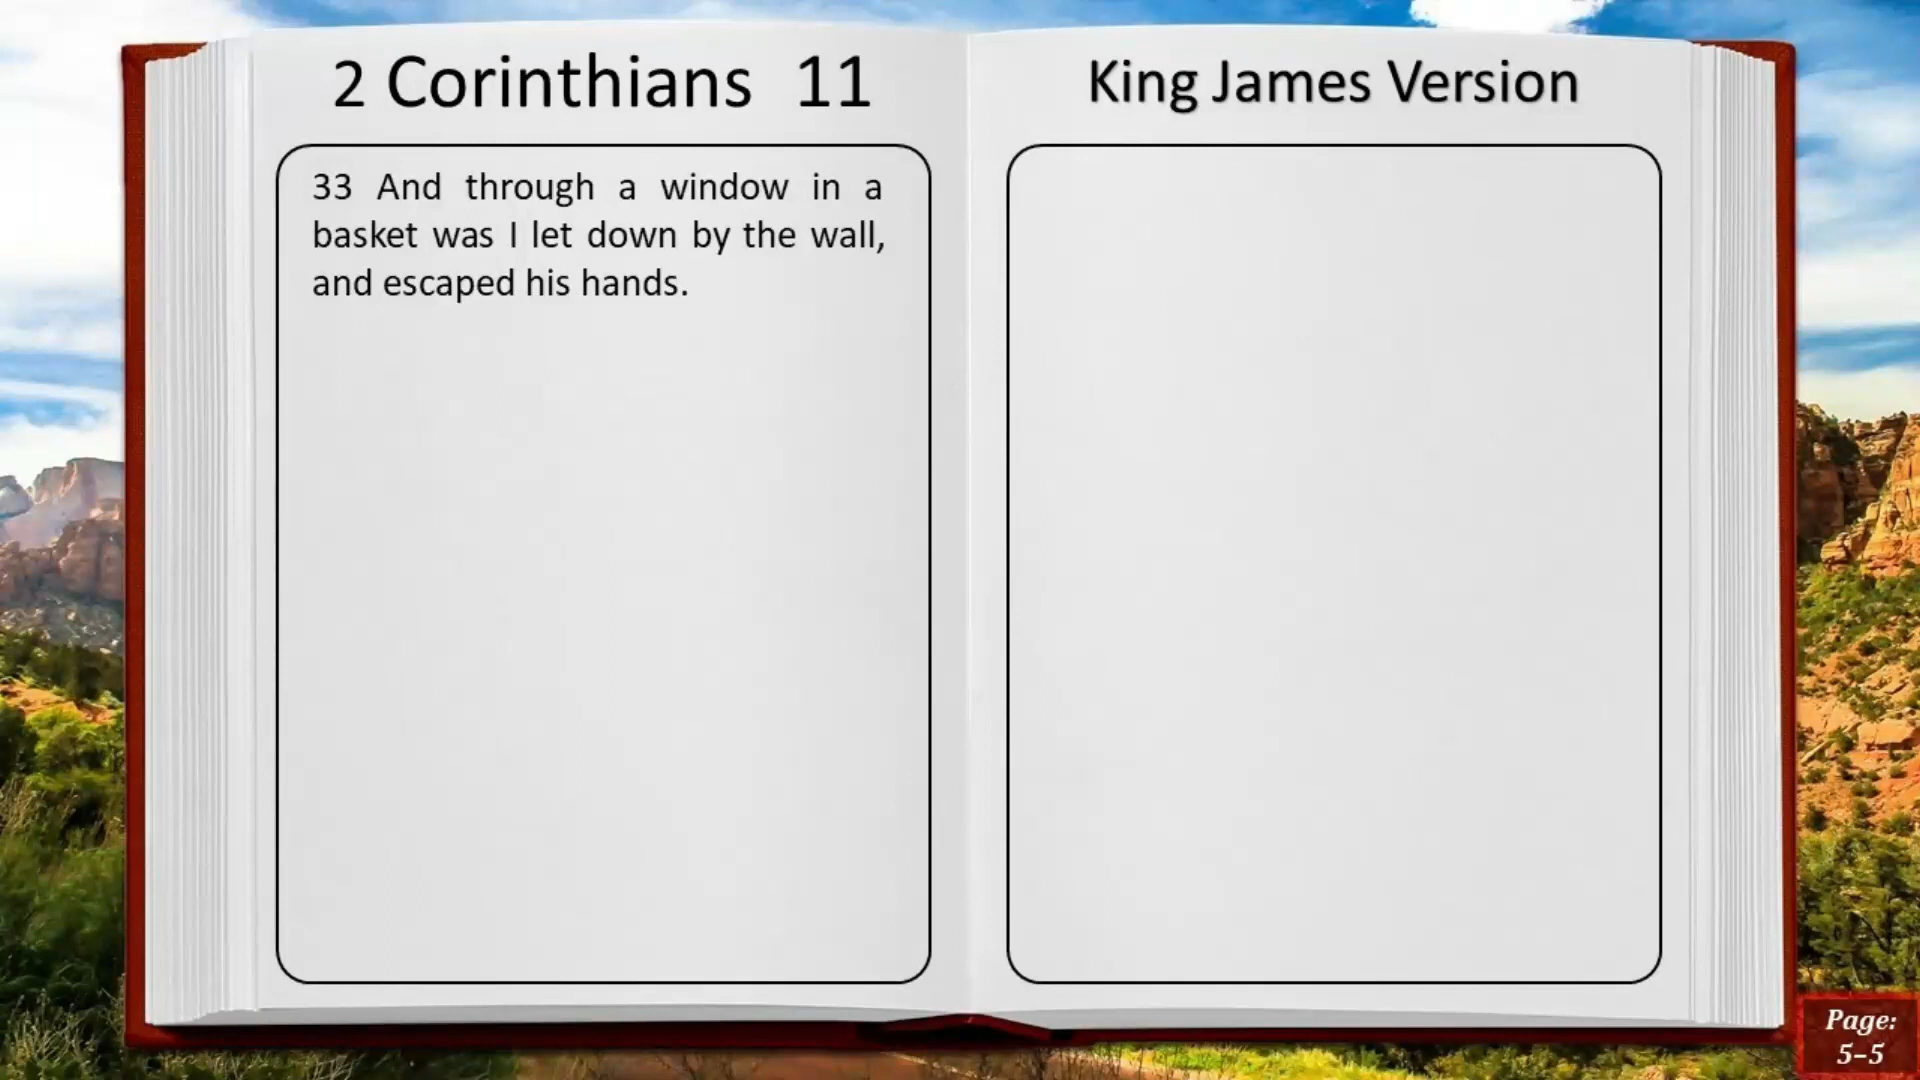 2 Corinthians 11
King James Version
33 And through a window in a
basket was I let down by the wall,
and escaped his hands.
Page:
5-5